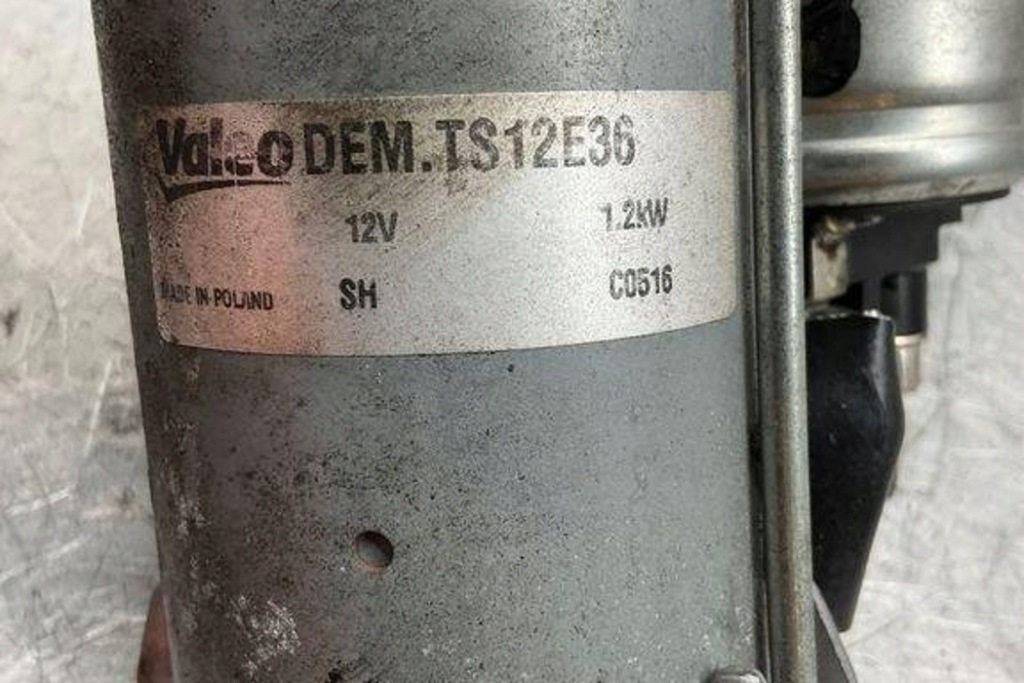 Valeo DEM.TS12E36
12V 1.2kW
MADE IN POLAND SH C0516